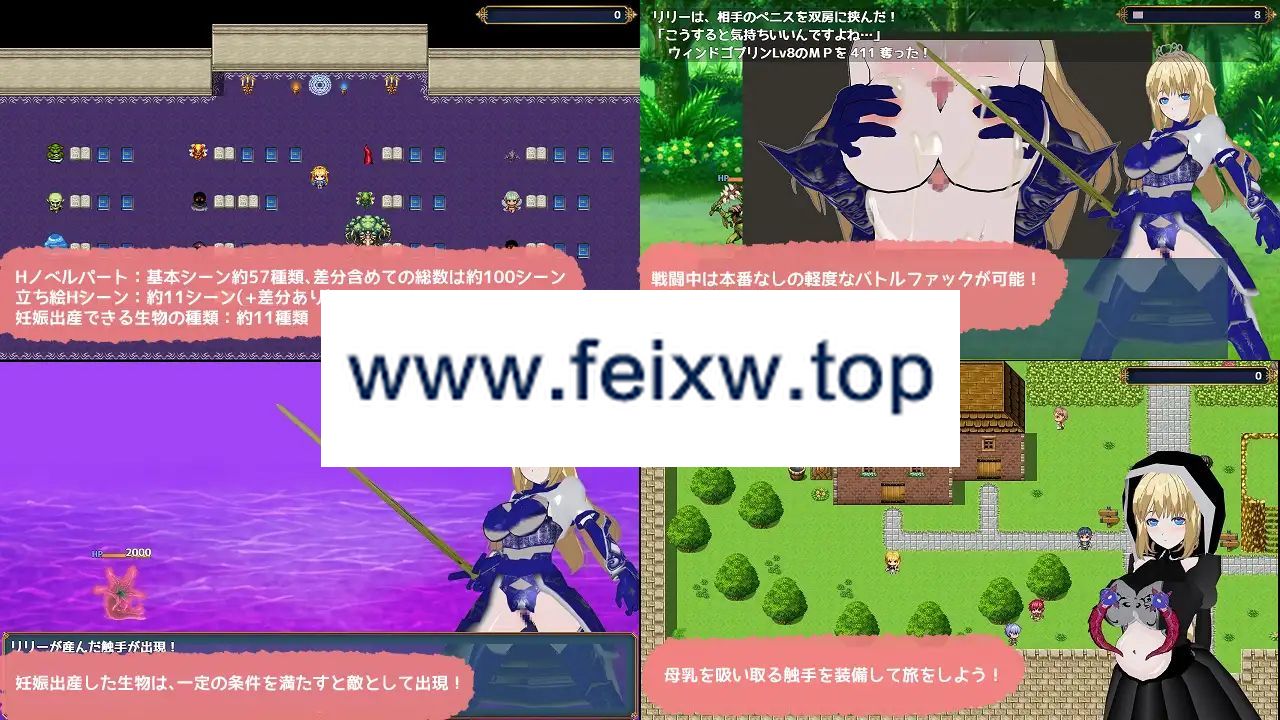 0
Hノベルパート：基本シーン約57種類、差分含めての総数は約100シーン
立ち絵Hシーン：約11シーン(+差分あり
妊娠出産できる生物の種類：約11種類
リリーは、相手のペニスを双房に挟んだ！
「こうすると気持ちいいんですよね…」
ウィンドゴブリンLv8のＭＰを 411 奪った！
8
HP
戦闘中は本番なしの軽度なバトルファックが可能！
www.feixw.top
HP 2000
リリーが産んだ触手が出現！
妊娠出産した生物は、一定の条件を満たすと敵として出現！
0
母乳を吸い取る触手を装備して旅をしよう！